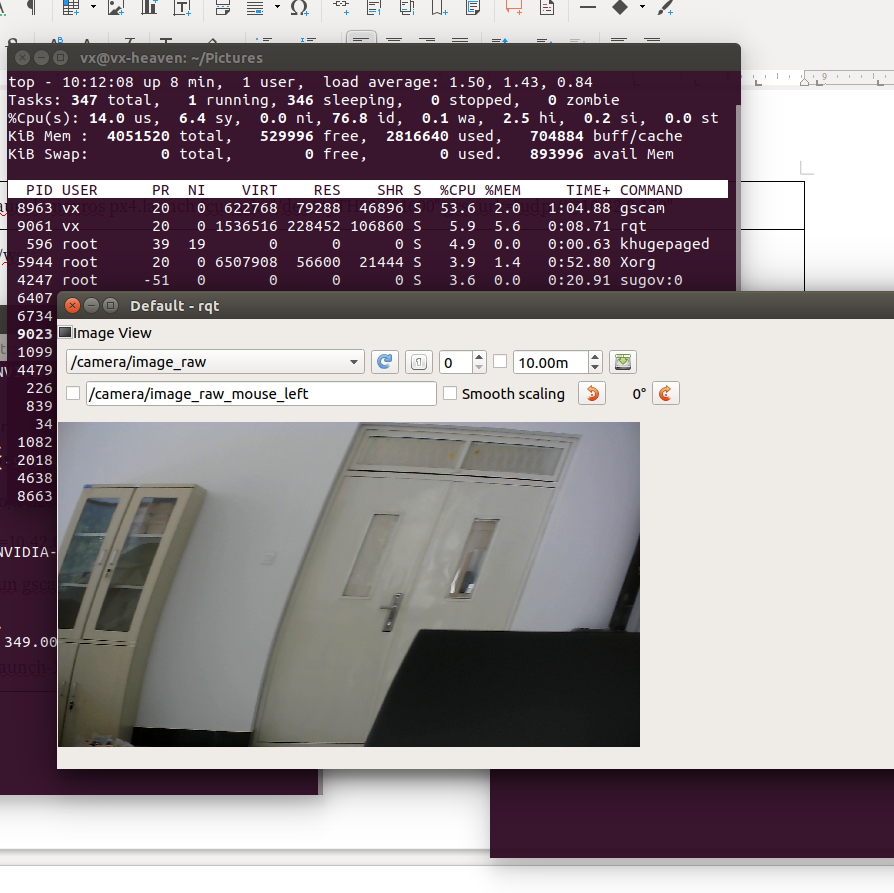 vx@vx-heaven: ~/Pictures
top - 10:12:08 up 8 min,  1 user,  load average: 1.50, 1.43, 0.84
Tasks: 347 total,   1 running, 346 sleeping,   0 stopped,   0 zombie
%Cpu(s): 14.0 us,  6.4 sy,  0.0 ni, 76.8 id,  0.1 wa,  2.5 hi,  0.2 si,  0.0 st
KiB Mem :  4051520 total,   529996 free,  2816640 used,   704884 buff/cache
KiB Swap:        0 total,        0 free,        0 used.   893996 avail Mem
PID USER      PR  NI    VIRT    RES    SHR S  %CPU %MEM     TIME+ COMMAND
8963 vx        20   0  622768  79288  46896 S  53.6  2.0   1:04.88 gscam
9061 vx        20   0 1536516 228452 106860 S   5.9  5.6   0:08.71 rqt
596 root      39  19       0      0      0 S   4.9  0.0   0:00.63 khugepaged
5944 root      20   0 6507908  56600  21444 S   3.9  1.4   0:52.80 Xorg
4247 root     -51   0       0      0      0 S   3.6  0.0   0:20.91 sugov:0
6407
6734
9023
1099
4479
226
839
34
1082
2018
4638
8663
NVIDIA-
349.00
Default - rqt
Image View
/camera/image_raw
0
10.00m
/camera/image_raw_mouse_left
Smooth scaling
0°